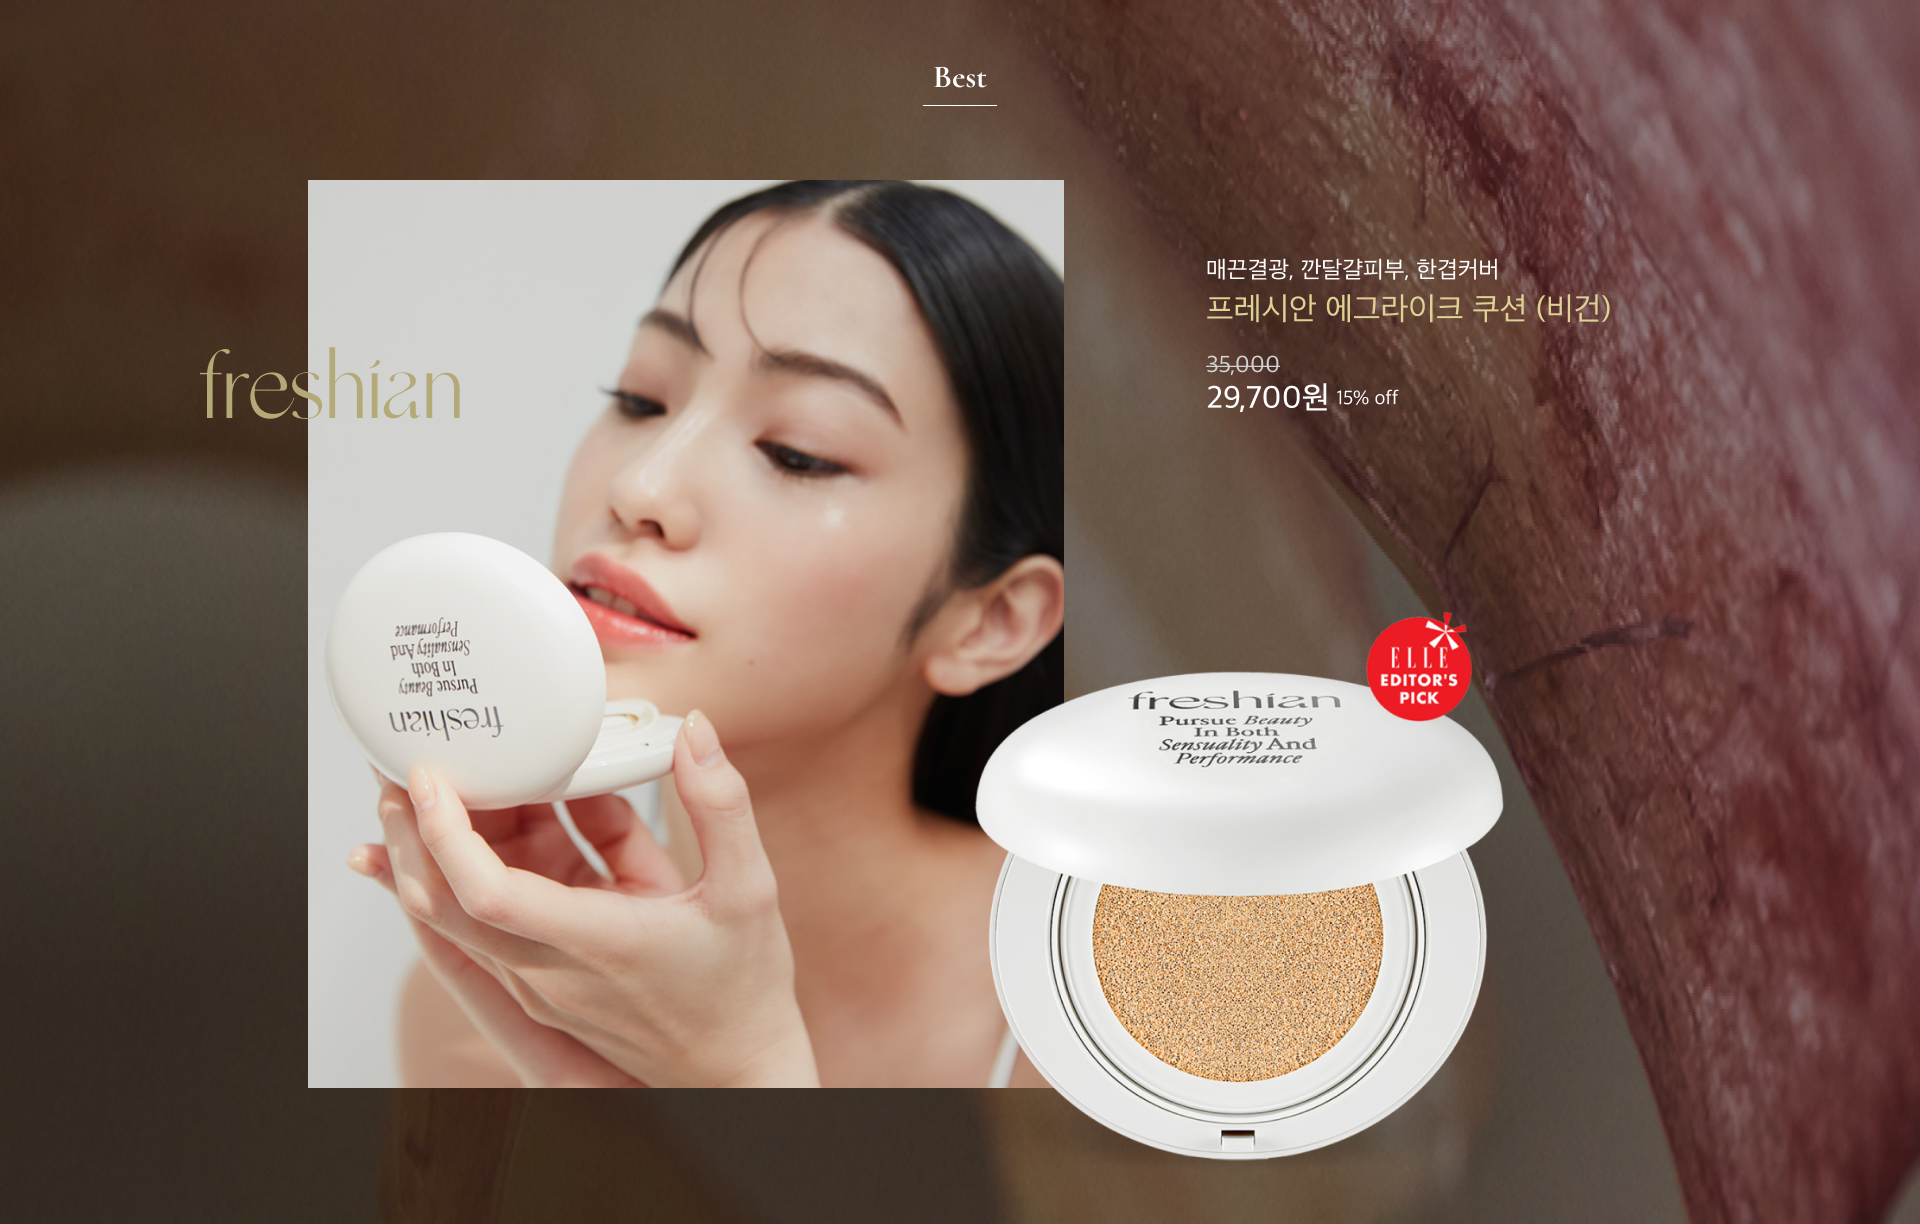 Best
매끈결광, 깐달걀피부, 한겹커버
프레시안 에그라이크 쿠션 (비건)
35,000
29,700원 15% off
freshian
freshian
Pursue Beauty
In Both
Sensuality And
Performance
ELLE
EDITOR'S
PICK
freshian
Pursue Beauty
In Both
Sensuality And
Performance